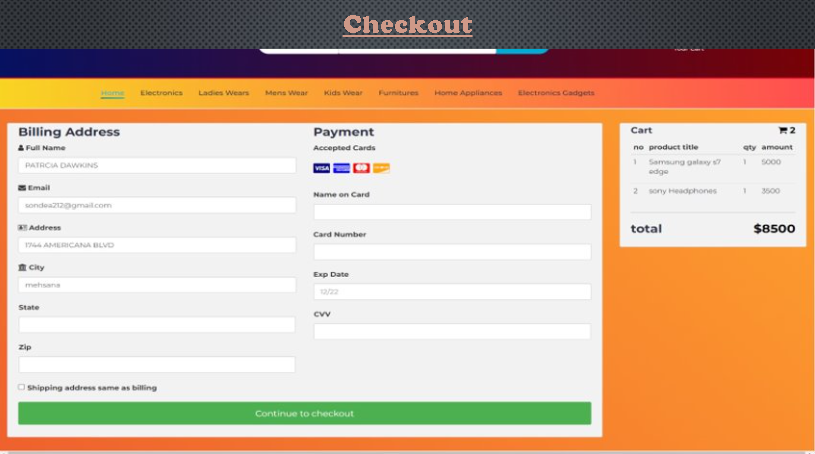 Checkout
Your Cart
Home Electronics Ladies Wears Mens Wear Kids Wear Furnitures Home Appliances Electronics Gadgets
Billing Address
Full Name
PATRCIA DAWKINS
Email
sondea212@gmail.com
Address
1744 AMERICANA BLVD
City
mehsana
State
Zip
Shipping address same as billing
Payment
Accepted Cards
VISA
Name on Card
Card Number
Exp Date
12/22
CVV
Continue to checkout
Cart 2
no product title qty amount
1 Samsung galaxy s7 1 5000
edge
2 sony Headphones 1 3500
total $8500